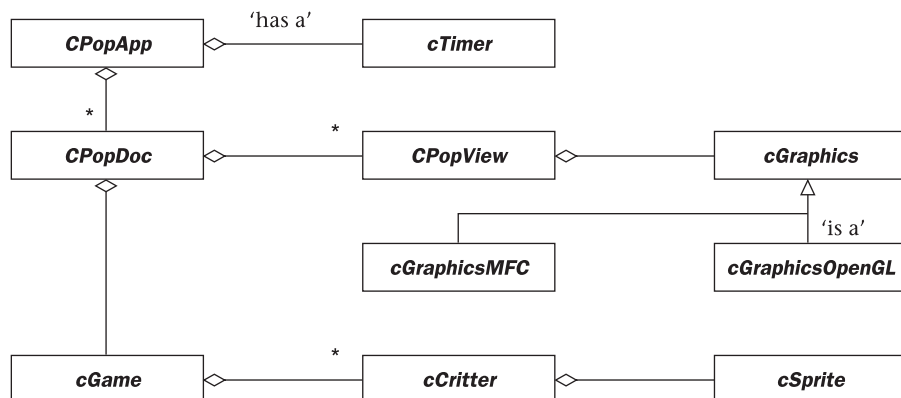 ‘has a’
CPopApp
cTimer
*
*
CPopDoc
CPopView
cGraphics
‘is a’
cGraphicsMFC
cGraphicsOpenGL
*
cGame
cCritter
cSprite